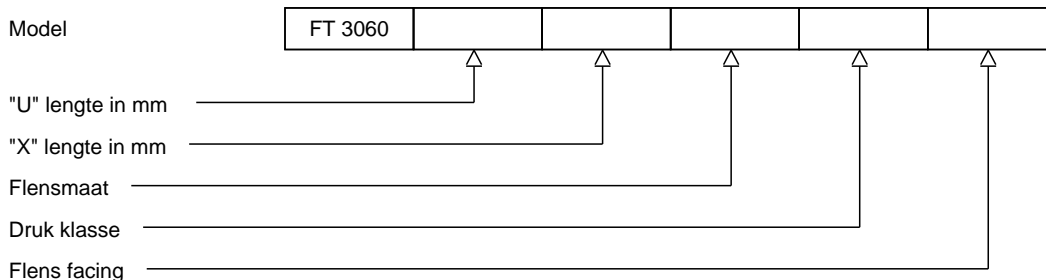 Model FT 3060
"U" lengte in mm
"X" lengte in mm
Flensmaat
Druk klasse
Flens facing